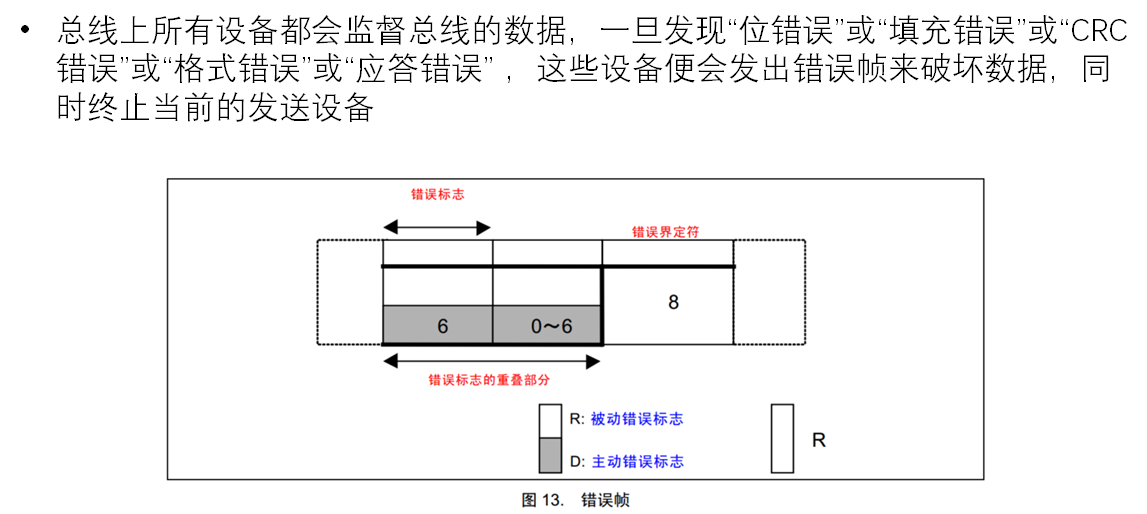 • 总线上所有设备都会监督总线的数据，一旦发现“位错误”或“填充错误”或“CRC
错误”或“格式错误”或“应答错误” ，这些设备便会发出错误帧来破坏数据，同
时终止当前的发送设备
错误标志
错误界定符
6
0～6
8
错误标志的重叠部分
R: 被动错误标志
D: 主动错误标志
R
图 13. 错误帧